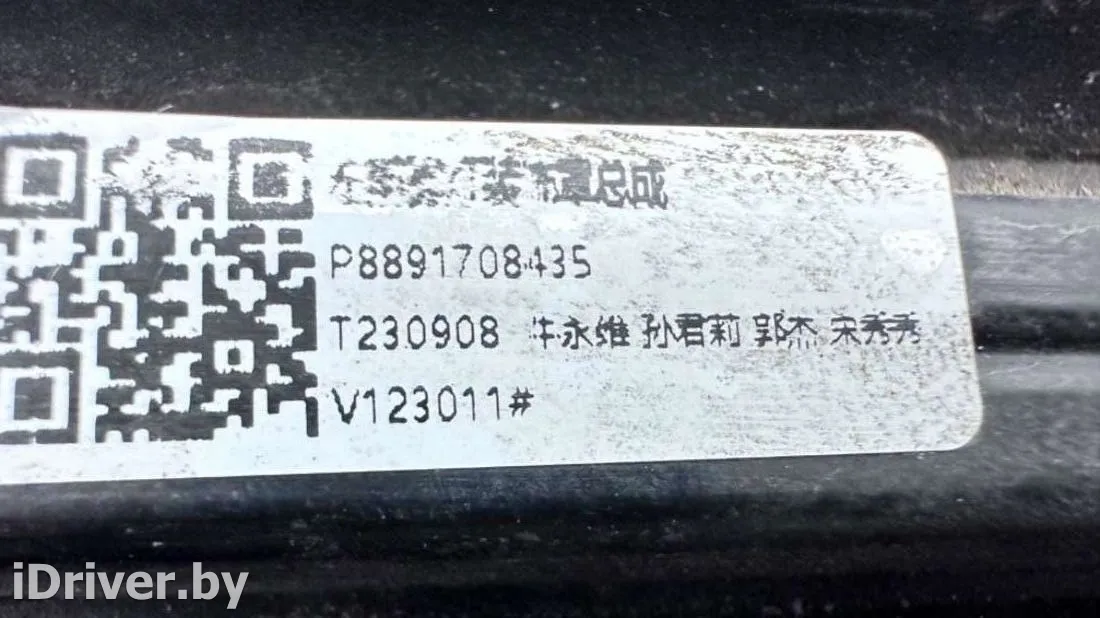 总成
P8891708435
T230908 牛永维 孙君莉 郭杰 宋秀秀
V123011#
iDriver.by